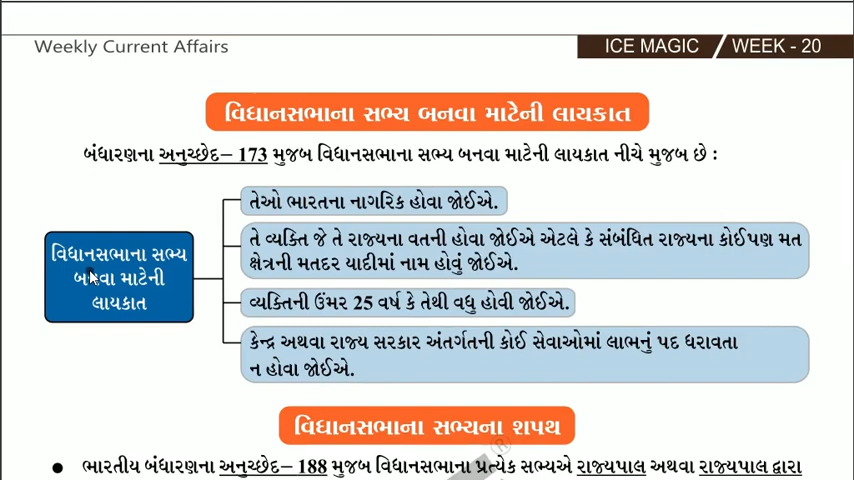 Weekly Current Affairs
ICE MAGIC / WEEK - 20
વિધાનસભાના સભ્ય બનવા માટેની લાયકાત
બંધારણના અનુચ્છેદ– 173 મુજબ વિધાનસભાના સભ્ય બનવા માટેની લાયકાત નીચે મુજબ છે :
તેઓ ભારતના નાગરિક હોવા જોઈએ.
તે વ્યક્તિ જે તે રાજ્યના વતની હોવા જોઈએ એટલે કે સંબંધિત રાજ્યના કોઈપણ મત
ક્ષેત્રની મતદાર યાદીમાં નામ હોવું જોઈએ.
વિધાનસભાના સભ્ય
બનવા માટેની
લાયકાત
વ્યક્તિની ઉંમર 25 વર્ષ કે તેથી વધુ હોવી જોઈએ.
કેન્દ્ર અથવા રાજ્ય સરકાર અંતર્ગતની કોઈ સેવાઓમાં લાભનું પદ ધરાવતા
ન હોવા જોઈએ.
વિધાનસભાના સભ્યના શપથ
● ભારતીય બંધારણના અનુચ્છેદ– 188 મુજબ વિધાનસભાના પ્રત્યેક સભ્યએ રાજ્યપાલ અથવા રાજ્યપાલ દ્વારા